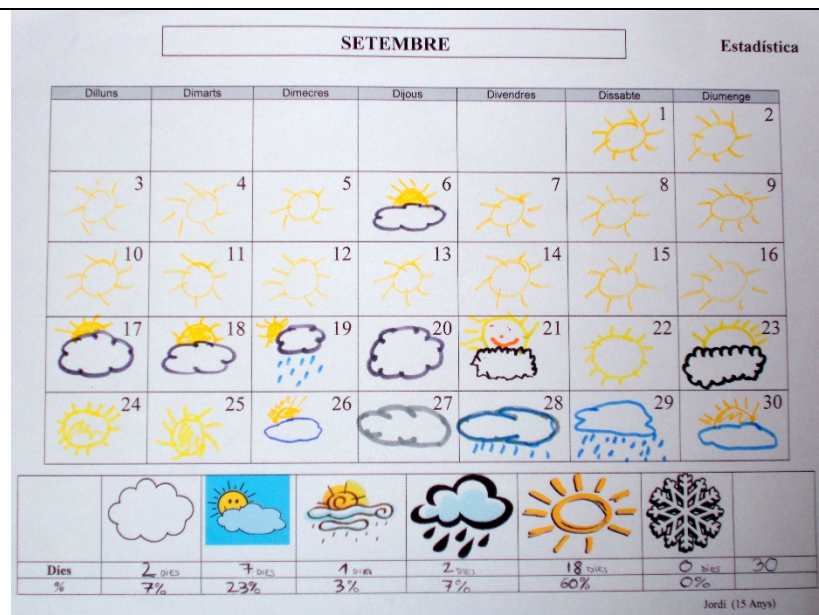 SETEMBRE
Estadística
Dilluns Dimarts Dimecres Dijous Divendres Dissabte Diumenge
1 2
3 4 5 6 7 8 9
10 11 12 13 14 15 16
17 18 19 20 21 22 23
24 25 26 27 28 29 30
Dies 2 DIES 7 DIES 1 DIA 2 DIES 18 DIES 0 DIES 30
% 7% 23% 3% 7% 60% 0%
Jordi (15 Anys)